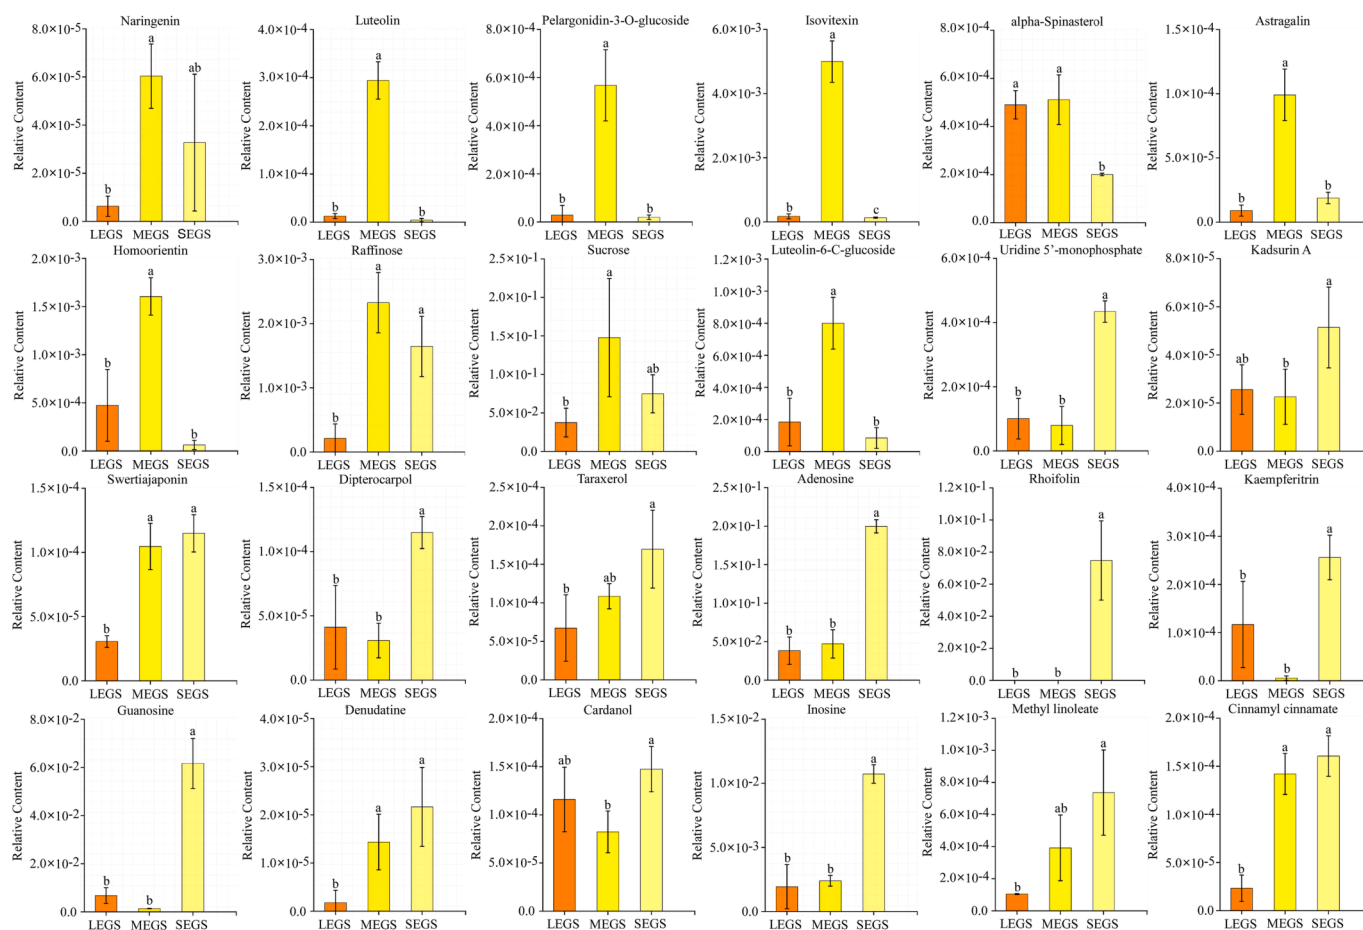 Naringenin
Relative Content
8.0×10⁻⁵
6.0×10⁻⁵
4.0×10⁻⁵
2.0×10⁻⁵
0.0
b
a
ab
LEGS MEGS SEGS
Luteolin
Relative Content
4.0×10⁻⁴
3.0×10⁻⁴
2.0×10⁻⁴
1.0×10⁻⁴
0.0
b
a
b
LEGS MEGS SEGS
Pelargonidin-3-O-glucoside
Relative Content
8.0×10⁻⁴
6.0×10⁻⁴
4.0×10⁻⁴
2.0×10⁻⁴
0.0
b
a
b
LEGS MEGS SEGS
Isovitexin
Relative Content
6.0×10⁻³
4.0×10⁻³
2.0×10⁻³
0.0
b
a
c
LEGS MEGS SEGS
alpha-Spinasterol
Relative Content
8.0×10⁻⁴
6.0×10⁻⁴
4.0×10⁻⁴
2.0×10⁻⁴
0.0
a
a
b
LEGS MEGS SEGS
Astragalin
Relative Content
1.5×10⁻⁴
1.0×10⁻⁴
5.0×10⁻⁵
0.0
b
a
b
LEGS MEGS SEGS
Homoorientin
Relative Content
2.0×10⁻³
1.5×10⁻³
1.0×10⁻³
5.0×10⁻⁴
0.0
b
a
b
LEGS MEGS SEGS
Raffinose
Relative Content
3.0×10⁻³
2.0×10⁻³
1.0×10⁻³
0.0
b
a
a
LEGS MEGS SEGS
Sucrose
Relative Content
2.5×10⁻¹
2.0×10⁻¹
1.5×10⁻¹
1.0×10⁻¹
5.0×10⁻²
0.0
b
a
ab
LEGS MEGS SEGS
Luteolin-6-C-glucoside
Relative Content
1.2×10⁻³
1.0×10⁻³
8.0×10⁻⁴
6.0×10⁻⁴
4.0×10⁻⁴
2.0×10⁻⁴
0.0
b
a
b
LEGS MEGS SEGS
Uridine 5’-monophosphate
Relative Content
6.0×10⁻⁴
4.0×10⁻⁴
2.0×10⁻⁴
0.0
b
b
a
LEGS MEGS SEGS
Kadsurin A
Relative Content
8.0×10⁻⁵
6.0×10⁻⁵
4.0×10⁻⁵
2.0×10⁻⁵
0.0
ab
b
a
LEGS MEGS SEGS
Swertiajaponin
Relative Content
1.5×10⁻⁴
1.0×10⁻⁴
5.0×10⁻⁵
0.0
b
a
a
LEGS MEGS SEGS
Dipterocarpol
Relative Content
1.5×10⁻⁴
1.0×10⁻⁴
5.0×10⁻⁵
0.0
b
b
a
LEGS MEGS SEGS
Taraxerol
Relative Content
2.5×10⁻⁴
2.0×10⁻⁴
1.5×10⁻⁴
1.0×10⁻⁴
5.0×10⁻⁵
0.0
b
ab
a
LEGS MEGS SEGS
Adenosine
Relative Content
2.5×10⁻¹
2.0×10⁻¹
1.5×10⁻¹
1.0×10⁻¹
5.0×10⁻²
0.0
b
b
a
LEGS MEGS SEGS
Rhoifolin
Relative Content
1.2×10⁻¹
1.0×10⁻¹
8.0×10⁻²
6.0×10⁻²
4.0×10⁻²
2.0×10⁻²
0.0
b
b
a
LEGS MEGS SEGS
Kaempferitrin
Relative Content
4.0×10⁻⁴
3.0×10⁻⁴
2.0×10⁻⁴
1.0×10⁻⁴
0.0
b
b
a
LEGS MEGS SEGS
Guanosine
Relative Content
8.0×10⁻²
6.0×10⁻²
4.0×10⁻²
2.0×10⁻²
0.0
b
b
a
LEGS MEGS SEGS
Denudatine
Relative Content
4.0×10⁻⁵
3.0×10⁻⁵
2.0×10⁻⁵
1.0×10⁻⁵
0.0
b
a
a
LEGS MEGS SEGS
Cardanol
Relative Content
2.0×10⁻⁴
1.5×10⁻⁴
1.0×10⁻⁴
5.0×10⁻⁵
0.0
ab
b
a
LEGS MEGS SEGS
Inosine
Relative Content
1.5×10⁻²
1.0×10⁻²
5.0×10⁻³
0.0
b
b
a
LEGS MEGS SEGS
Methyl linoleate
Relative Content
1.2×10⁻³
1.0×10⁻³
8.0×10⁻⁴
6.0×10⁻⁴
4.0×10⁻⁴
2.0×10⁻⁴
0.0
b
ab
a
LEGS MEGS SEGS
Cinnamyl cinnamate
Relative Content
2.0×10⁻⁴
1.5×10⁻⁴
1.0×10⁻⁴
5.0×10⁻⁵
0.0
b
a
a
LEGS MEGS SEGS